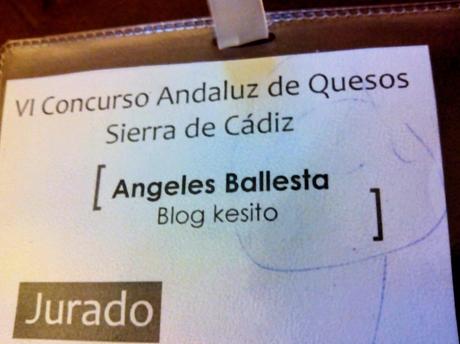 VI Concurso Andaluz de Quesos
Sierra de Cádiz
[ Angeles Ballesta
Blog kesito ]
Jurado